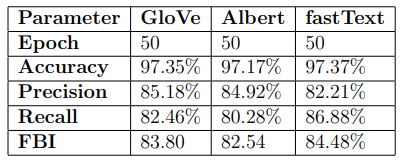 Parameter GloVe Albert fastText
Epoch 50 50 50
Accuracy 97.35% 97.17% 97.37%
Precision 85.18% 84.92% 82.21%
Recall 82.46% 80.28% 86.88%
FBI 83.80 82.54 84.48%